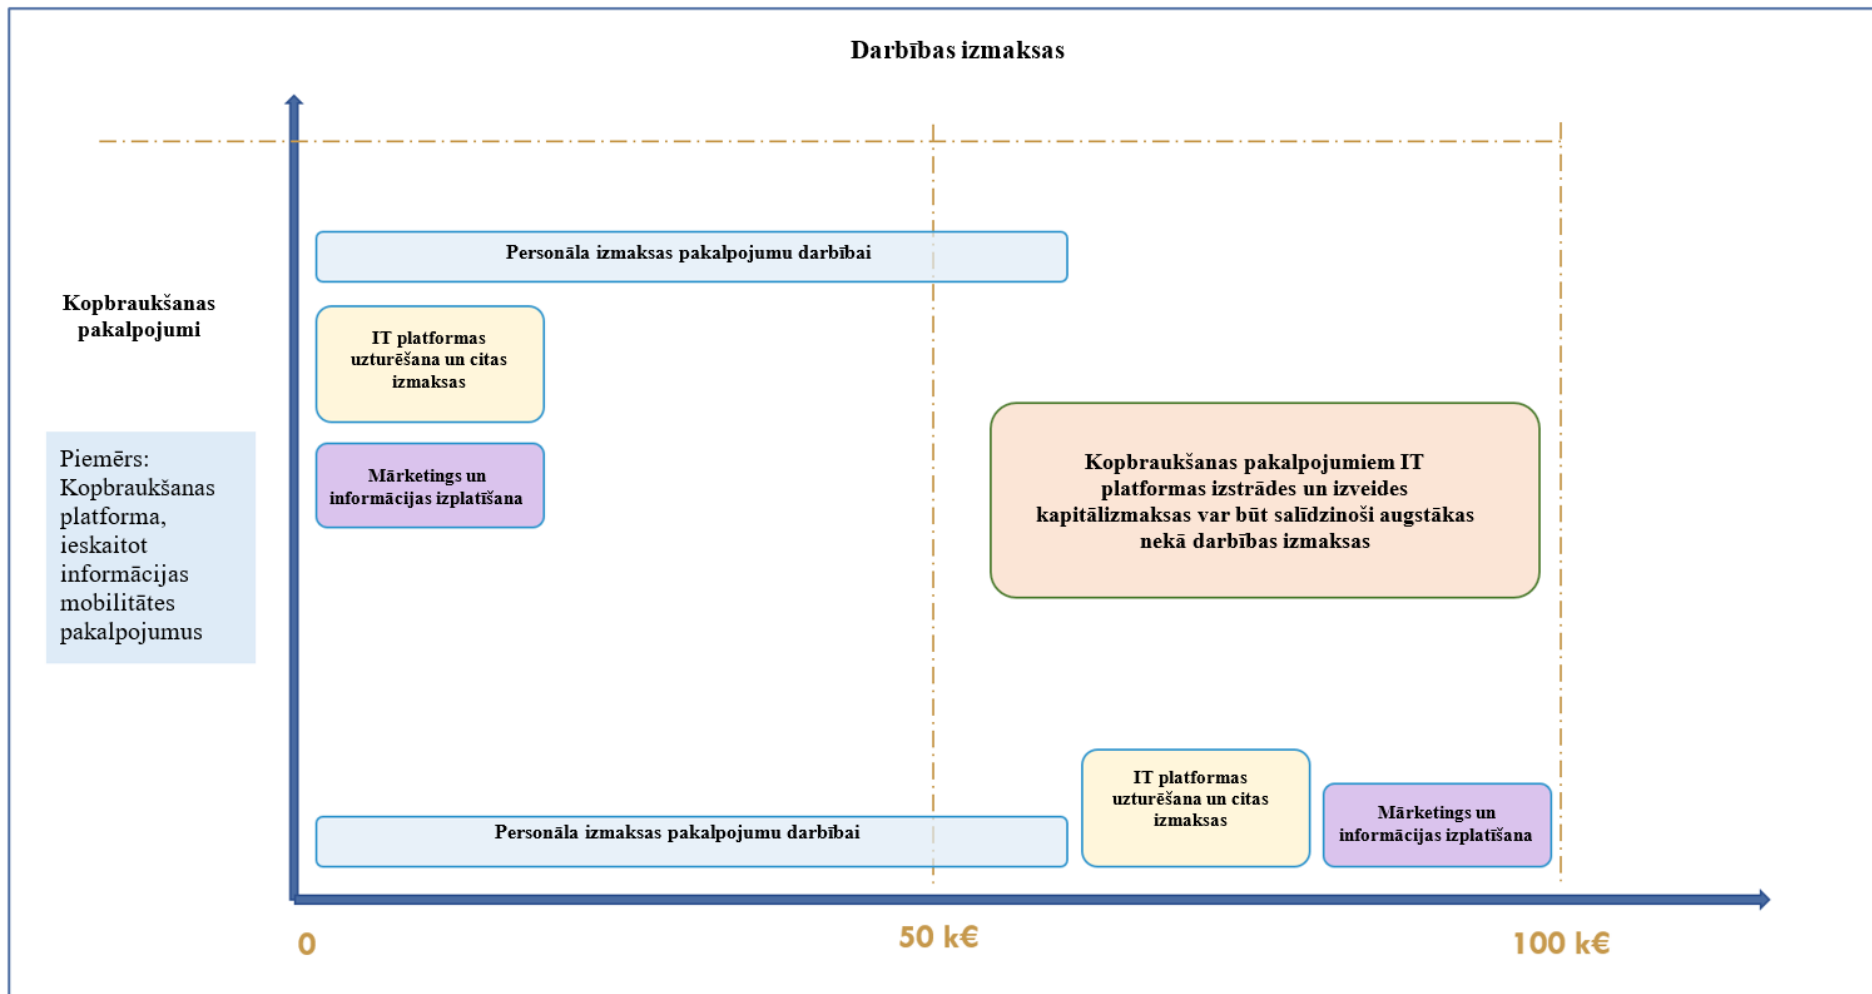 Darbības izmaksas
Personāla izmaksas pakalpojumu darbībai
Kopbraukšanas
pakalpojumi
IT platformas
uzturēšana un citas
izmaksas
Mārketings un
informācijas izplatīšana
Piemērs:
Kopbraukšanas
platforma,
ieskaitot
informācijas
mobilitātes
pakalpojumus
Kopbraukšanas pakalpojumiem IT
platformas izstrādes un izveides
kapitālizmaksas var būt salīdzinoši augstākas
nekā darbības izmaksas
Personāla izmaksas pakalpojumu darbībai
IT platformas
uzturēšana un citas
izmaksas
Mārketings un
informācijas izplatīšana
0
50 k€
100 k€